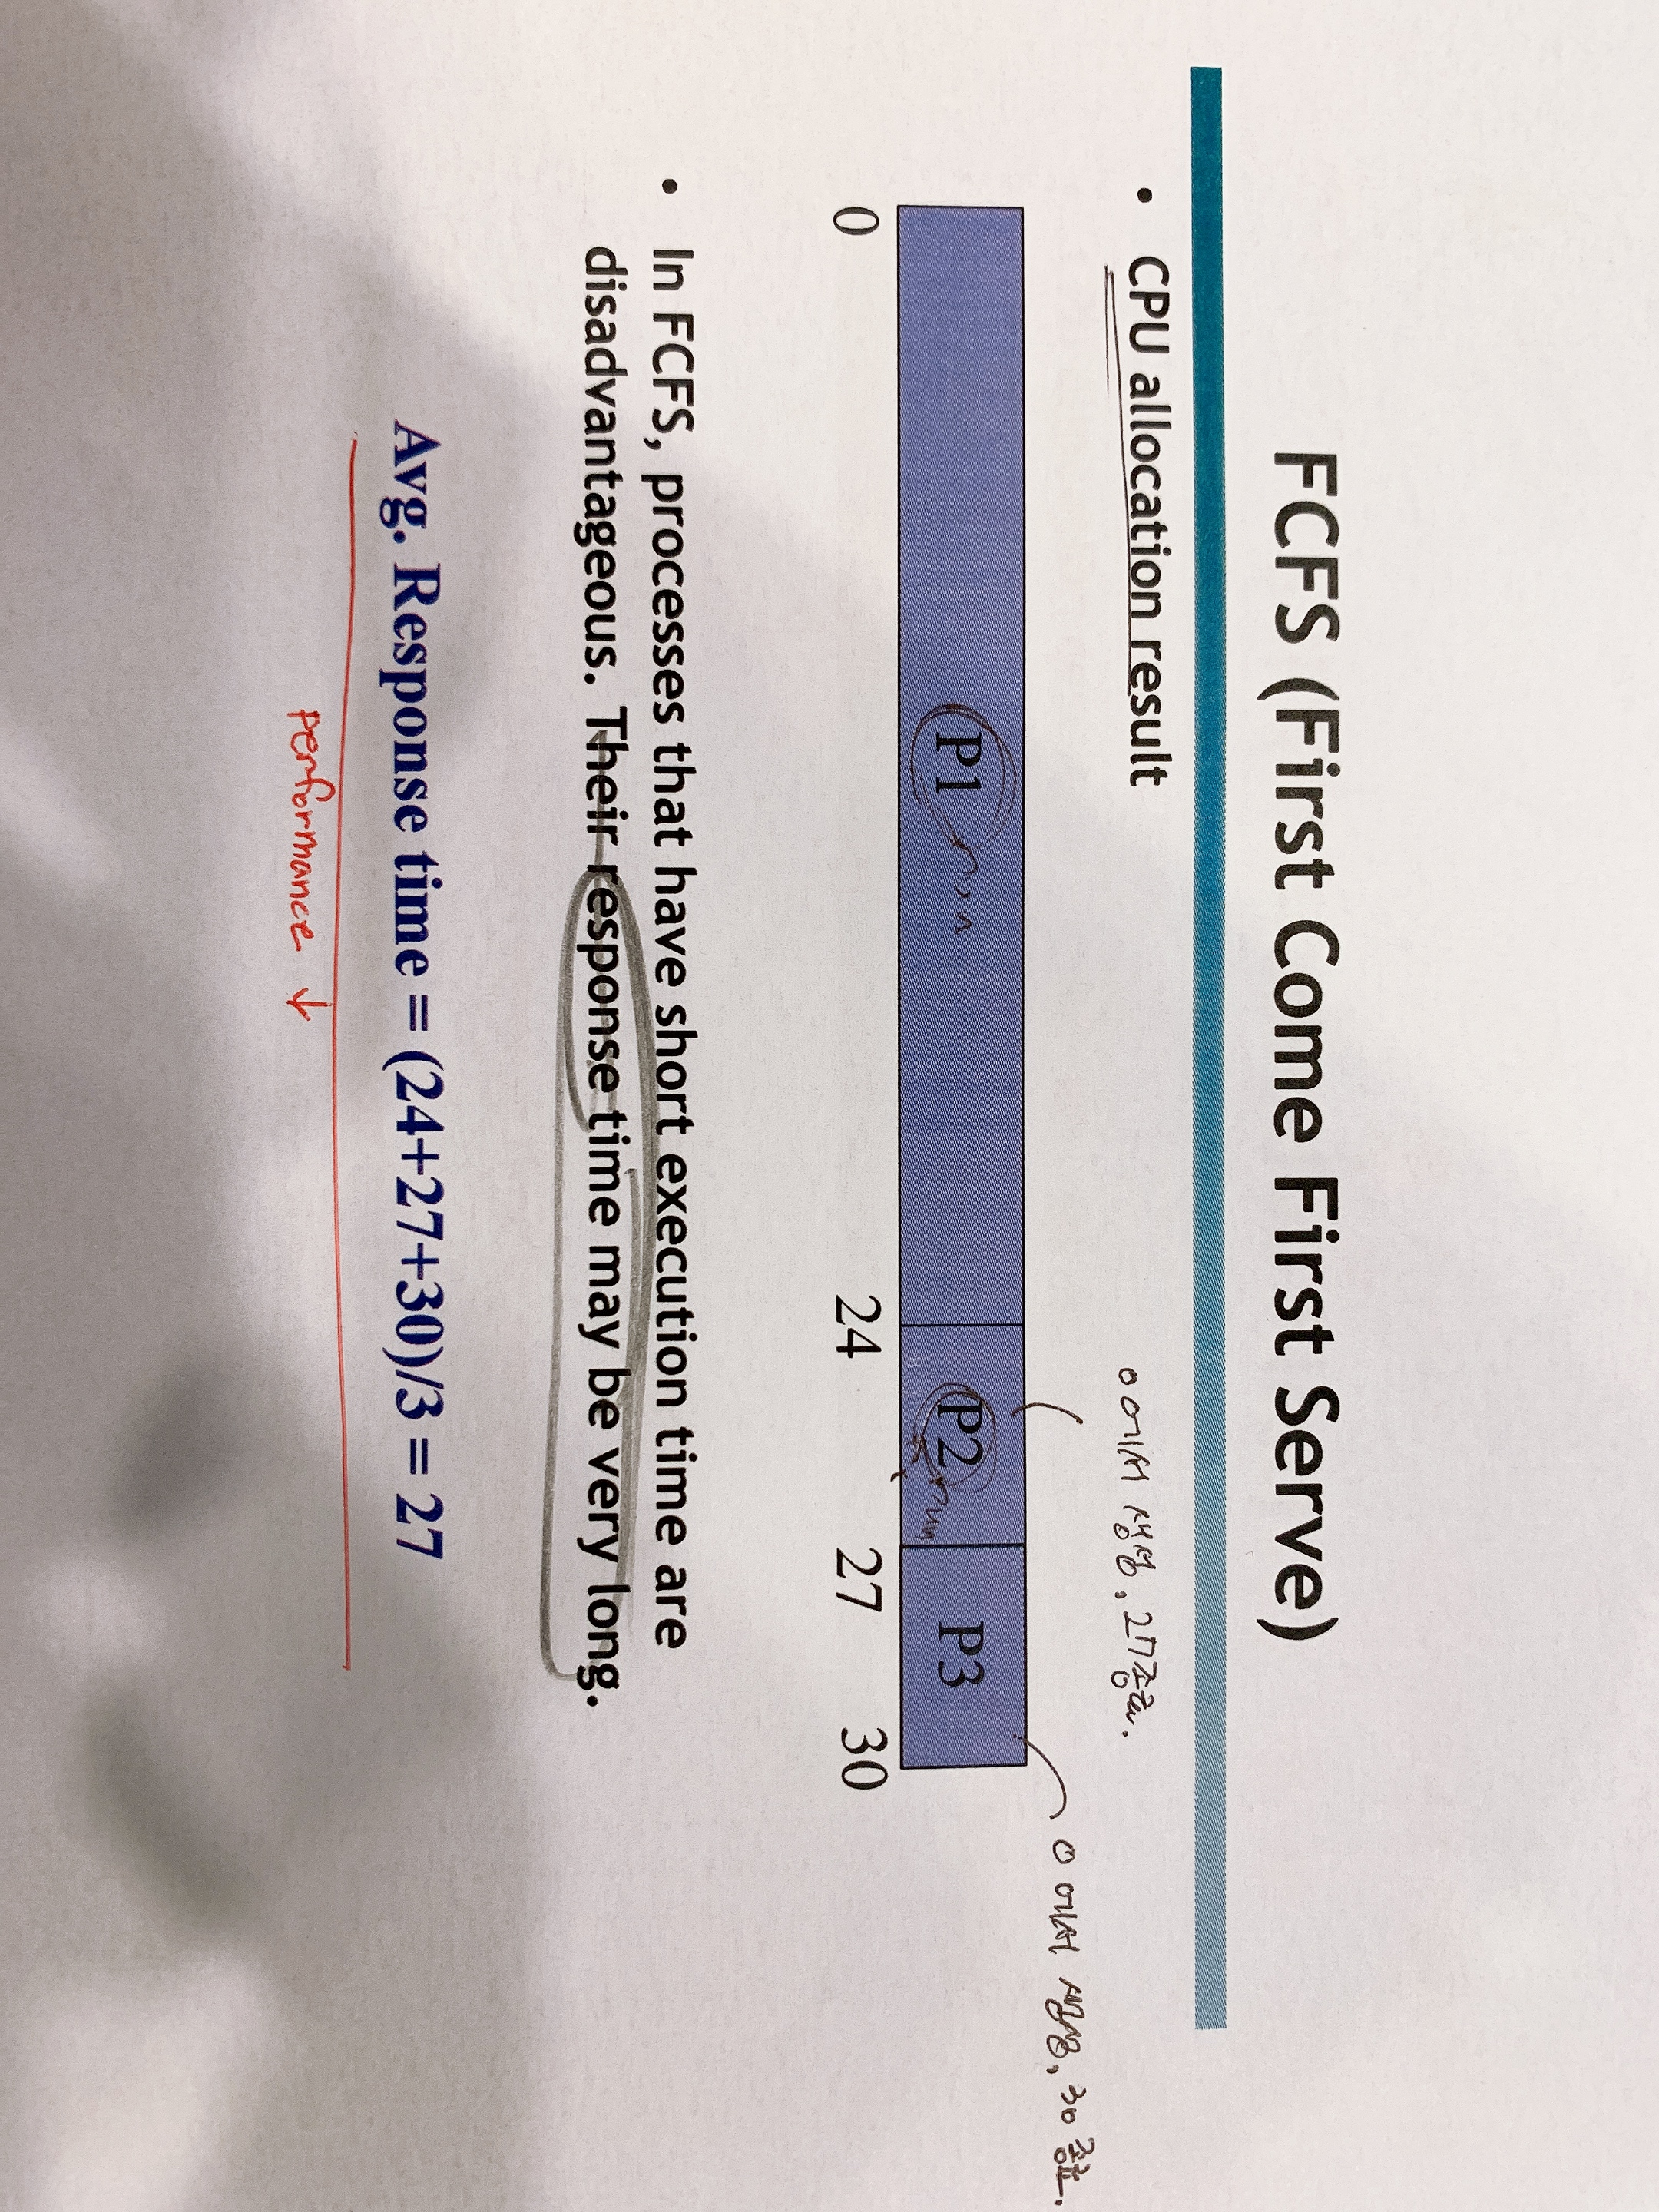 FCFS (First Come First Serve)
• CPU allocation result
0에서 생성, 27종료.
0에서 생성, 30 종료.
P1 run P2 run P3
0 24 27 30
• In FCFS, processes that have short execution time are
disadvantageous. Their response time may be very long.
Avg. Response time = (24+27+30)/3 = 27
performance ↓